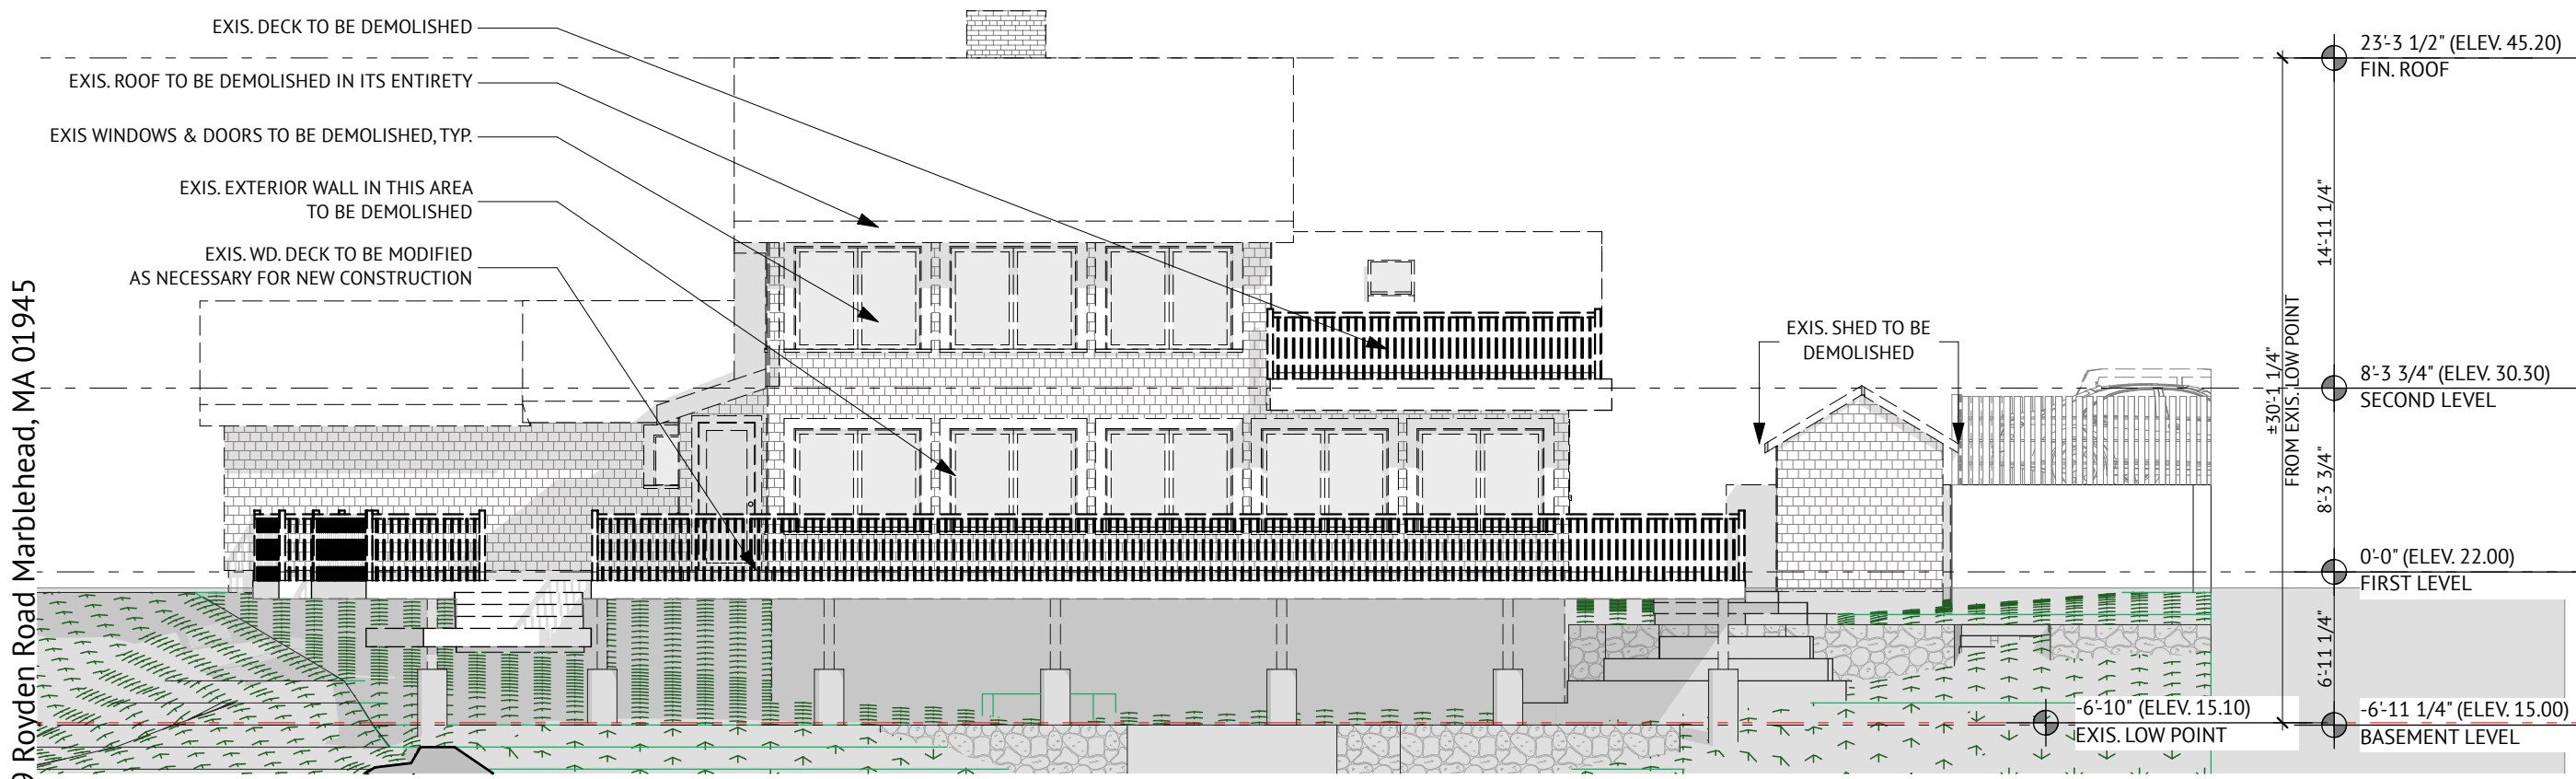 EXIS. DECK TO BE DEMOLISHED
EXIS. ROOF TO BE DEMOLISHED IN ITS ENTIRETY
EXIS WINDOWS & DOORS TO BE DEMOLISHED, TYP.
EXIS. EXTERIOR WALL IN THIS AREA
TO BE DEMOLISHED
EXIS. WD. DECK TO BE MODIFIED
AS NECESSARY FOR NEW CONSTRUCTION
9 Royden Road Marblehead, MA 01945
EXIS. SHED TO BE
DEMOLISHED
±30'-1 1/4"
FROM EXIS. LOW POINT
14'-11 1/4"
8'-3 3/4"
6'-11 1/4"
23'-3 1/2" (ELEV. 45.20)
FIN. ROOF
8'-3 3/4" (ELEV. 30.30)
SECOND LEVEL
0'-0" (ELEV. 22.00)
FIRST LEVEL
-6'-10" (ELEV. 15.10)
EXIS. LOW POINT
-6'-11 1/4" (ELEV. 15.00)
BASEMENT LEVEL